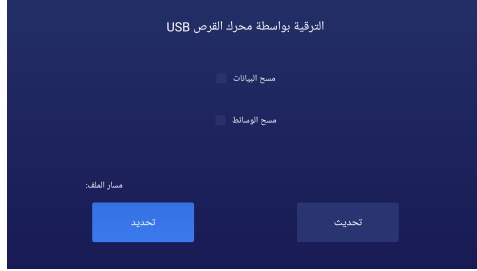 الترقية بواسطة محرك القرص USB
مسح البيانات
مسح الوسائط
مسار الملف:
تحديث
تحديد